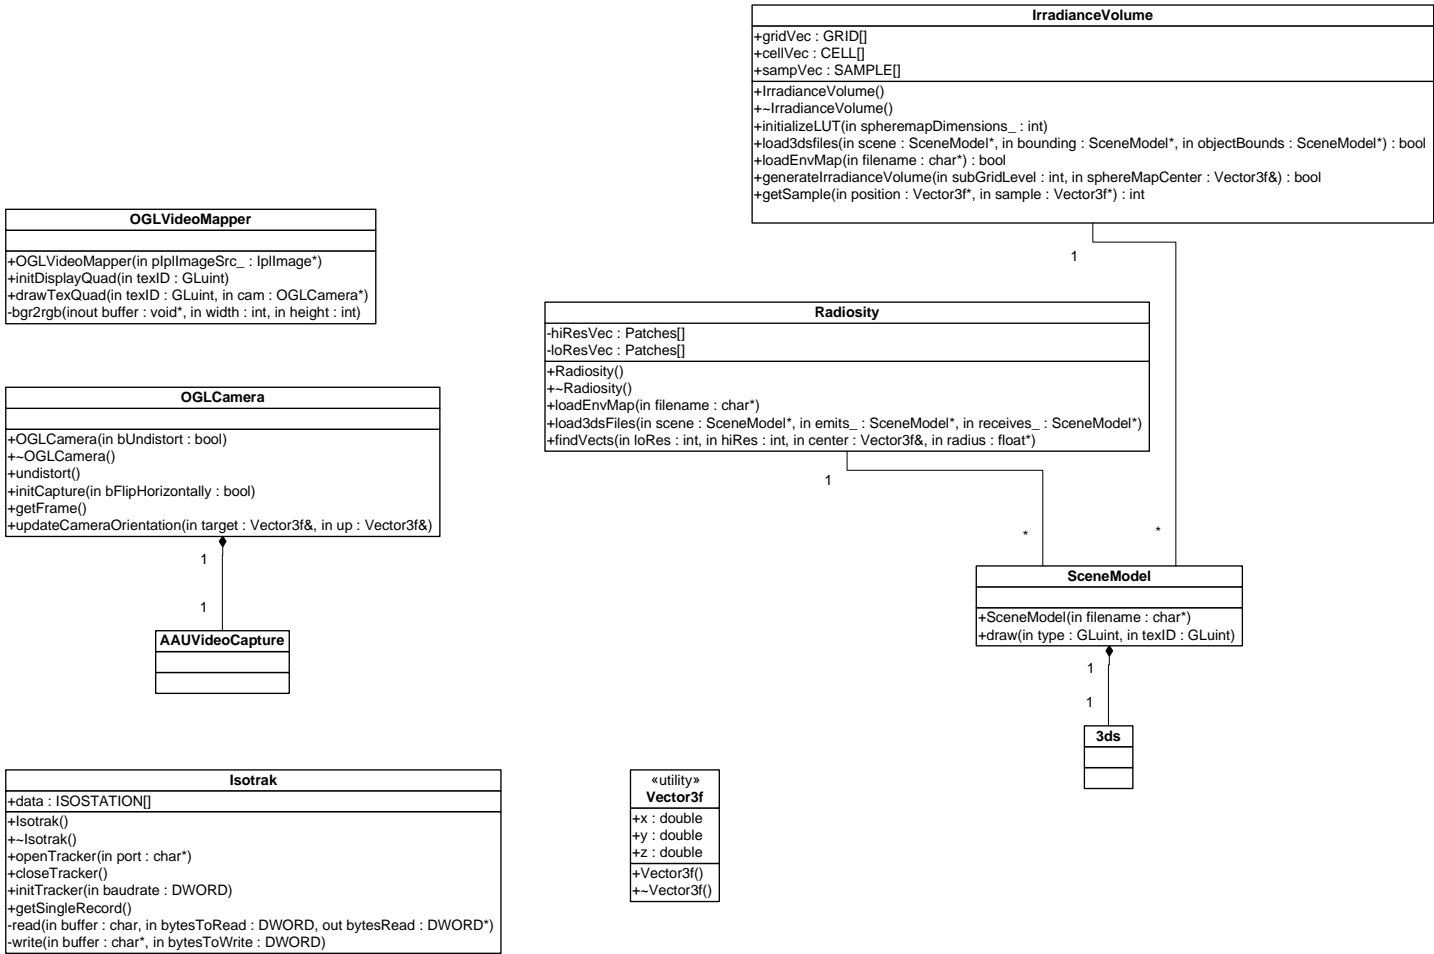 IrradianceVolume
+gridVec : GRID[]
+cellVec : CELL[]
+sampVec : SAMPLE[]
+IrradianceVolume()
+~IrradianceVolume()
+initializeLUT(in spheremapDimensions_ : int)
+load3dsfiles(in scene : SceneModel*, in bounding : SceneModel*, in objectBounds : SceneModel*) : bool
+loadEnvMap(in filename : char*) : bool
+generateIrradianceVolume(in subGridLevel : int, in sphereMapCenter : Vector3f&) : bool
+getSample(in position : Vector3f*, in sample : Vector3f*) : int
OGLVideoMapper
+OGLVideoMapper(in pIplImageSrc_ : IplImage*)
+initDisplayQuad(in texID : GLuint)
+drawTexQuad(in texID : GLuint, in cam : OGLCamera*)
-bgr2rgb(inout buffer : void*, in width : int, in height : int)
1
Radiosity
-hiResVec : Patches[]
-loResVec : Patches[]
+Radiosity()
+~Radiosity()
+loadEnvMap(in filename : char*)
+load3dsFiles(in scene : SceneModel*, in emits_ : SceneModel*, in receives_ : SceneModel*)
+findVects(in loRes : int, in hiRes : int, in center : Vector3f&, in radius : float*)
OGLCamera
+OGLCamera(in bUndistort : bool)
+~OGLCamera()
+undistort()
+initCapture(in bFlipHorizontally : bool)
+getFrame()
+updateCameraOrientation(in target : Vector3f&, in up : Vector3f&)
1
*
*
1
1
AAUVideoCapture
SceneModel
+SceneModel(in filename : char*)
+draw(in type : GLuint, in texID : GLuint)
1
1
3ds
Isotrak
+data : ISOSTATION[]
+Isotrak()
+~Isotrak()
+openTracker(in port : char*)
+closeTracker()
+initTracker(in baudrate : DWORD)
+getSingleRecord()
-read(in buffer : char, in bytesToRead : DWORD, out bytesRead : DWORD*)
-write(in buffer : char*, in bytesToWrite : DWORD)
«utility»
Vector3f
+x : double
+y : double
+z : double
+Vector3f()
+~Vector3f()